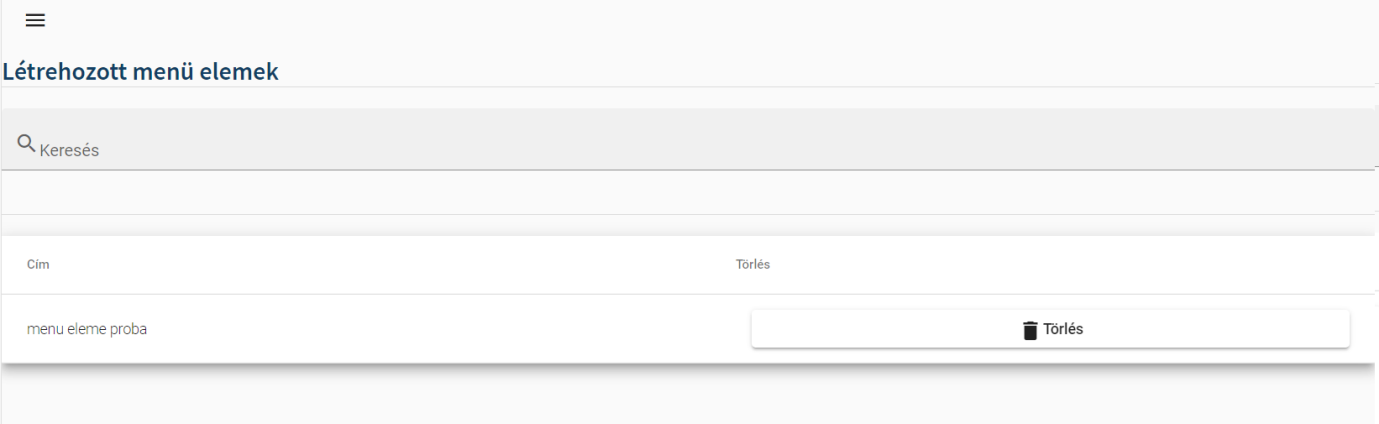 Létrehozott menü elemek
Keresés
Cím Törlés
menu eleme proba Törlés